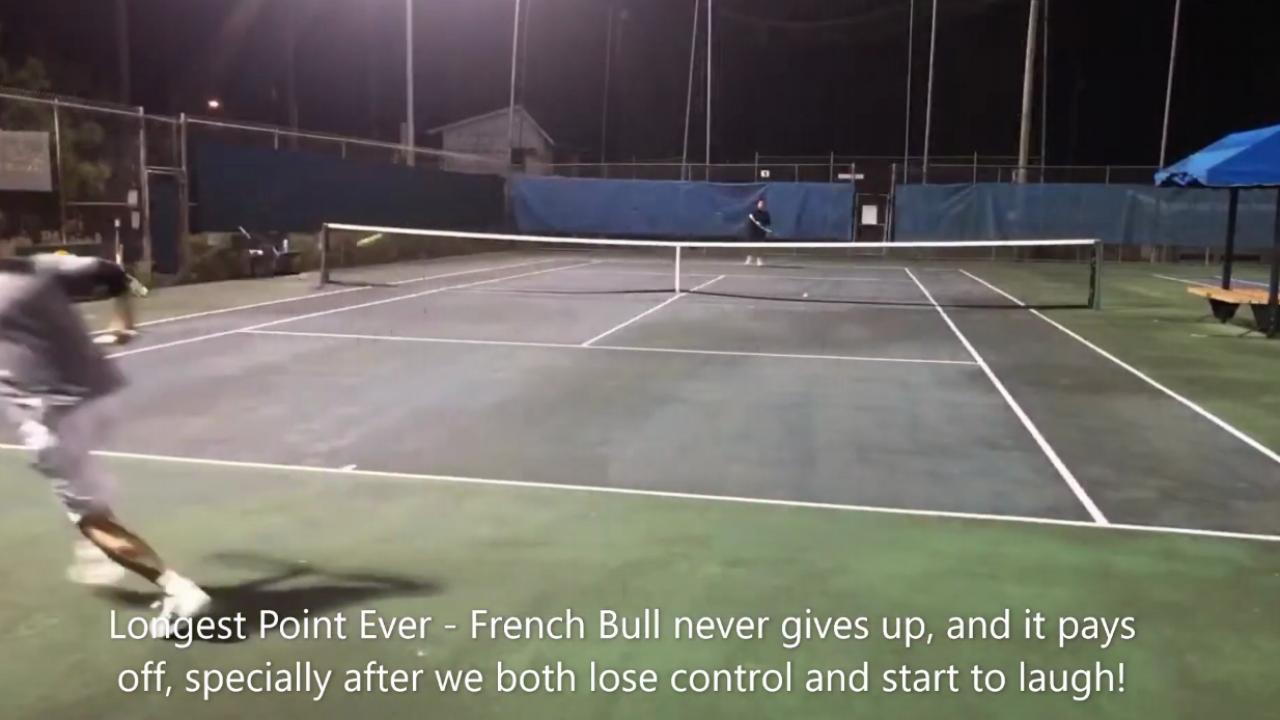 Longest Point Ever - French Bull never gives up, and it pays
off, specially after we both lose control and start to laugh!